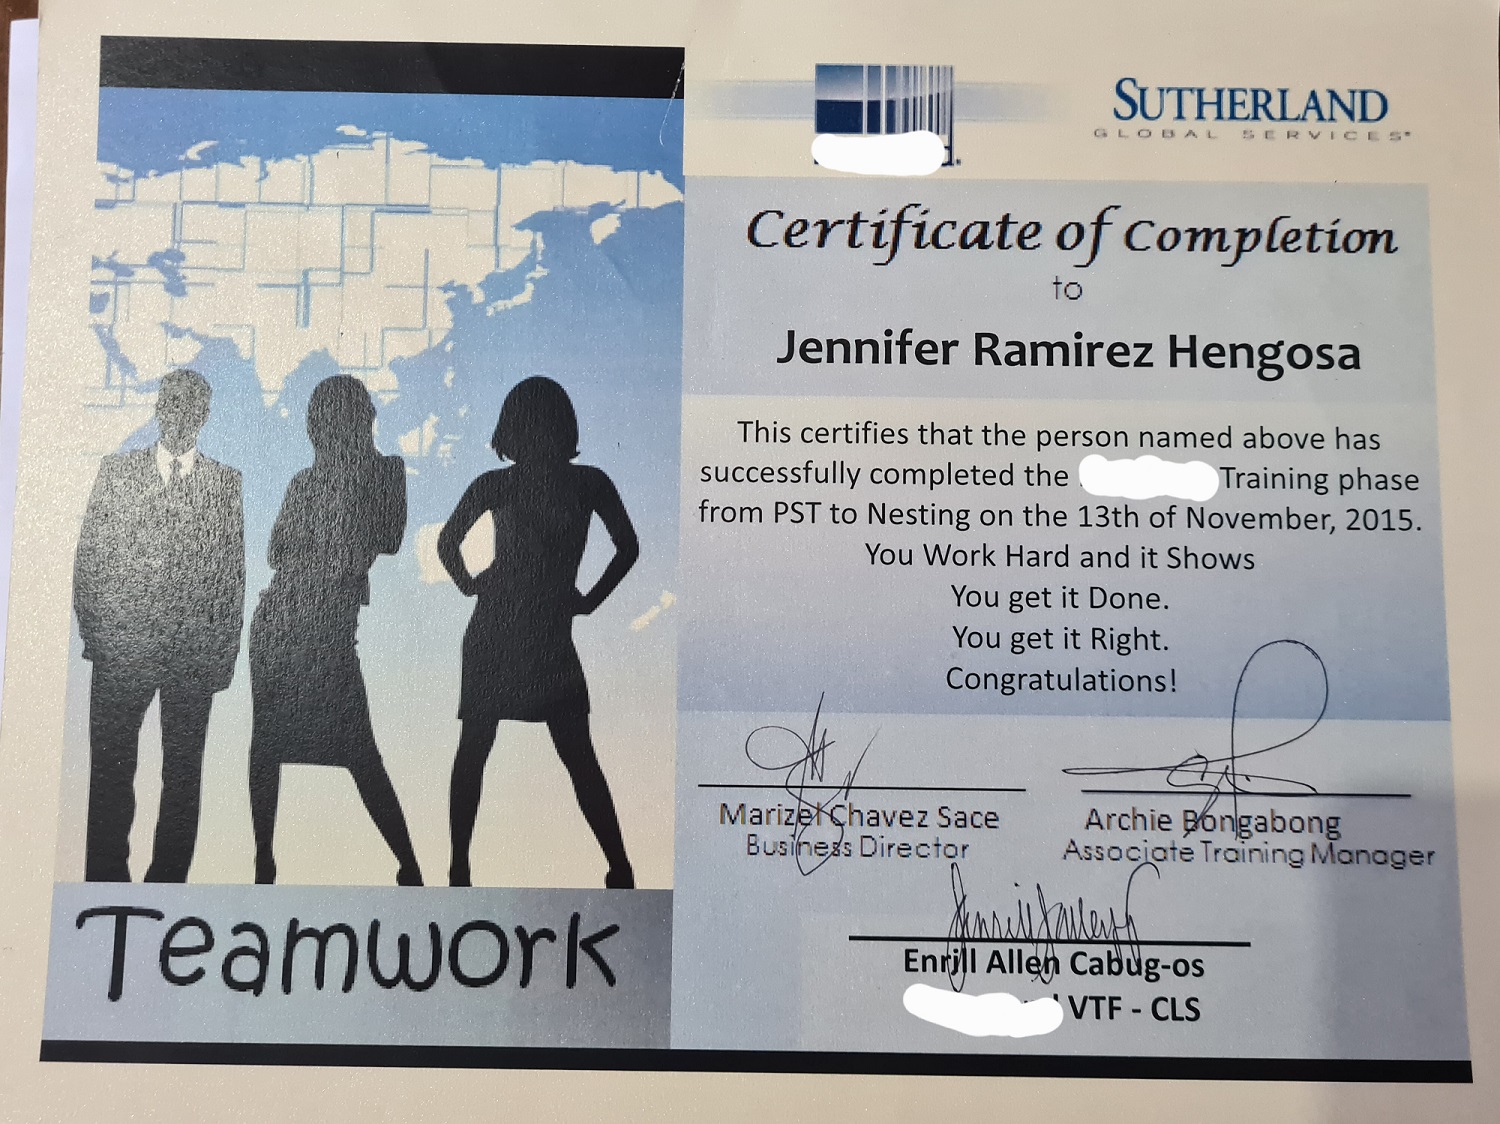 SUTHERLAND
GLOBAL SERVICES®
Certificate of Completion
to
Jennifer Ramirez Hengosa
This certifies that the person named above has
successfully completed the Training phase
from PST to Nesting on the 13th of November, 2015.
You Work Hard and it Shows
You get it Done.
You get it Right.
Congratulations!
Marizel Chavez Sace
Business Director
Archie Bongabong
Associate Training Manager
Enrill Allen Cabug-os
VTF - CLS
Teamwork